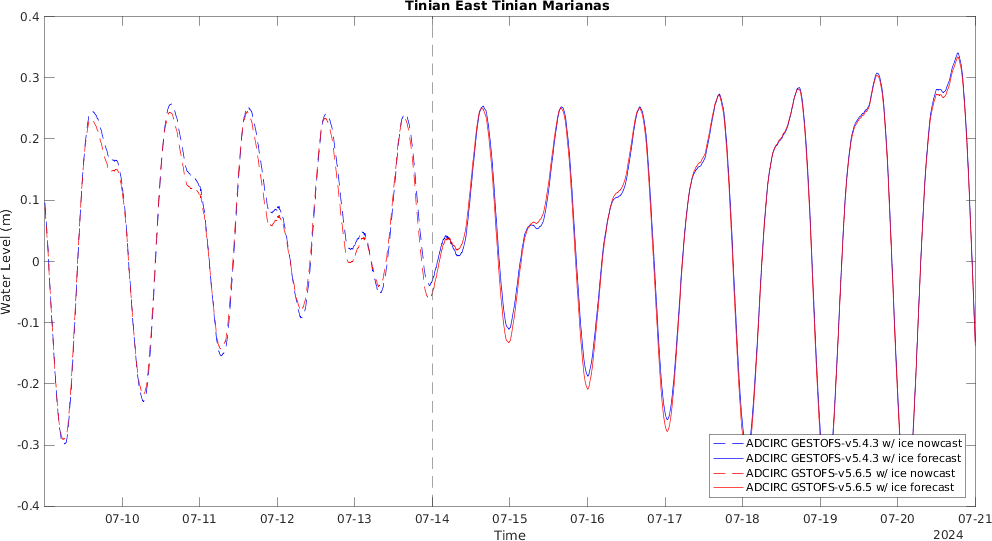 Tinian East Tinian Marianas
0.4
0.3
0.2
0.1
0
-0.1
-0.2
-0.3
-0.4
Water Level (m)
07-10 07-11 07-12 07-13 07-14 07-15 07-16 07-17 07-18 07-19 07-20 07-21
Time
2024
ADCIRC GESTOFS-v5.4.3 w/ ice nowcast
ADCIRC GESTOFS-v5.4.3 w/ ice forecast
ADCIRC GSTOFS-v5.6.5 w/ ice nowcast
ADCIRC GSTOFS-v5.6.5 w/ ice forecast